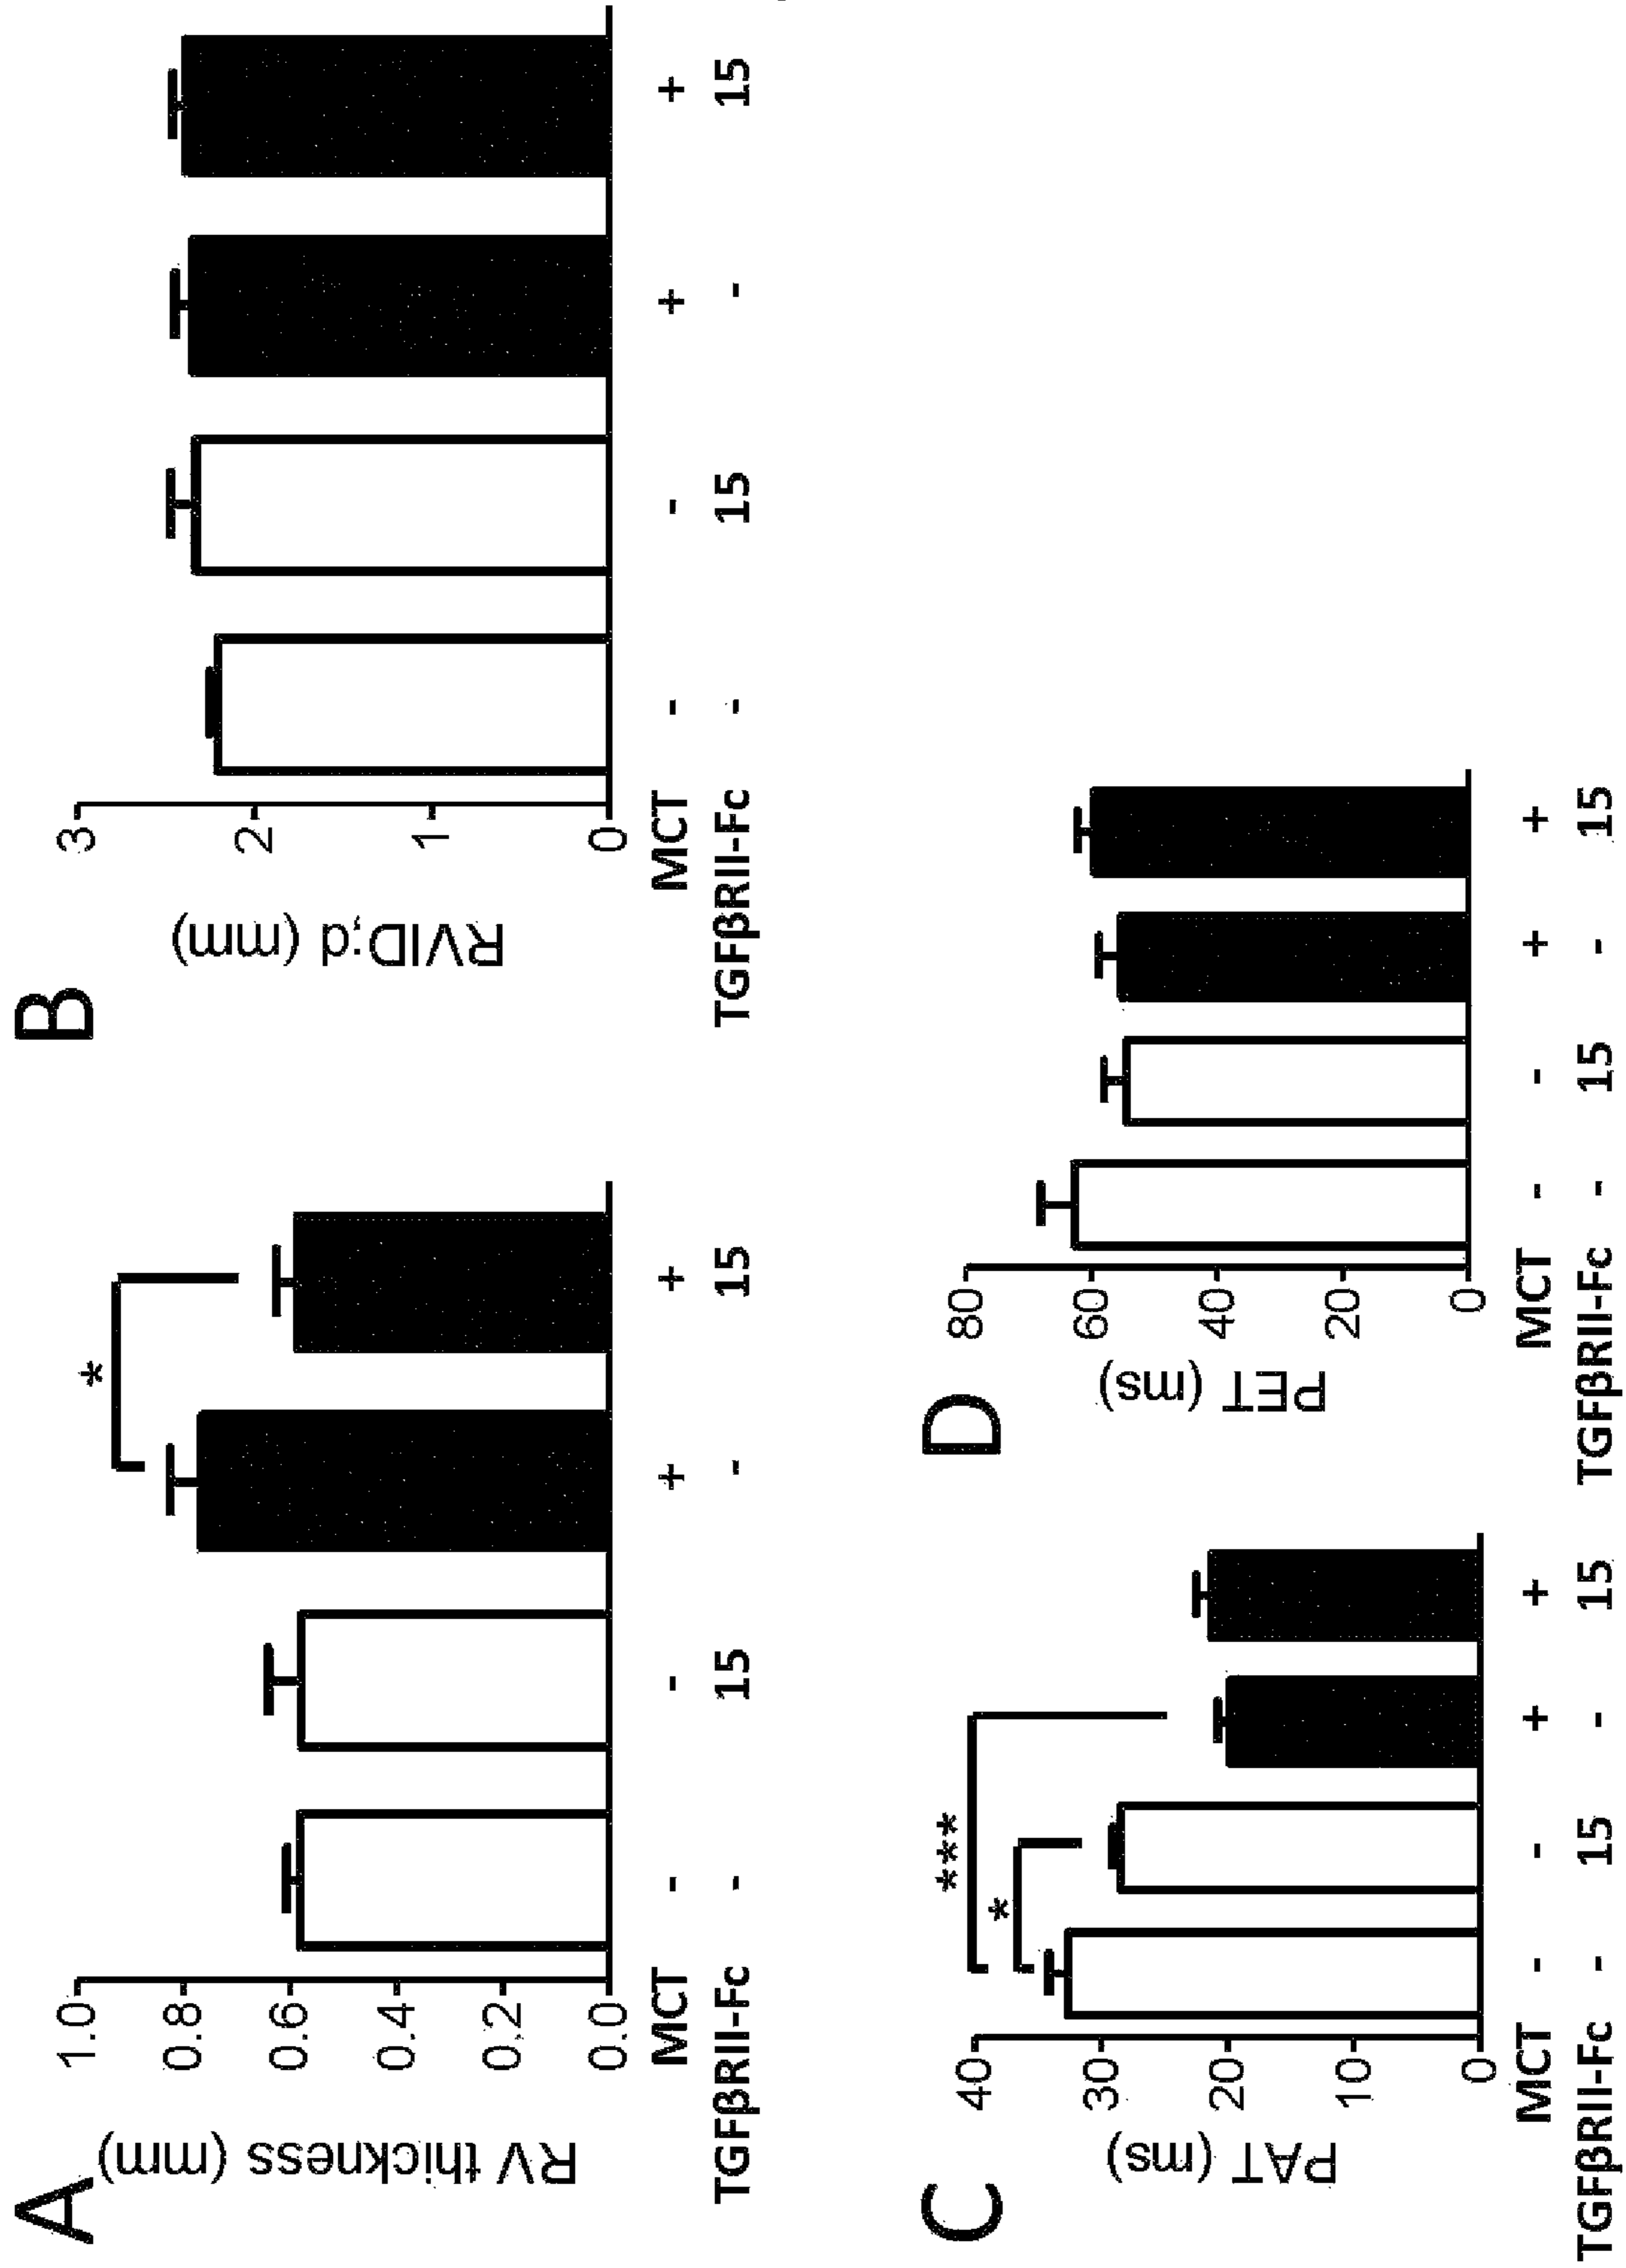 A
RV thickness (mm)
1.0
0.8
0.6
0.4
0.2
0.0
*
MCT - - + +
TGFβRII-Fc - 15 - 15
B
RVID;d (mm)
3
2
1
0
MCT - - + +
TGFβRII-Fc - 15 - 15
C
PAT (ms)
40
30
20
10
0
***
*
MCT - - + +
TGFβRII-Fc - 15 - 15
D
PET (ms)
80
60
40
20
0
MCT - - + +
TGFβRII-Fc - 15 - 15